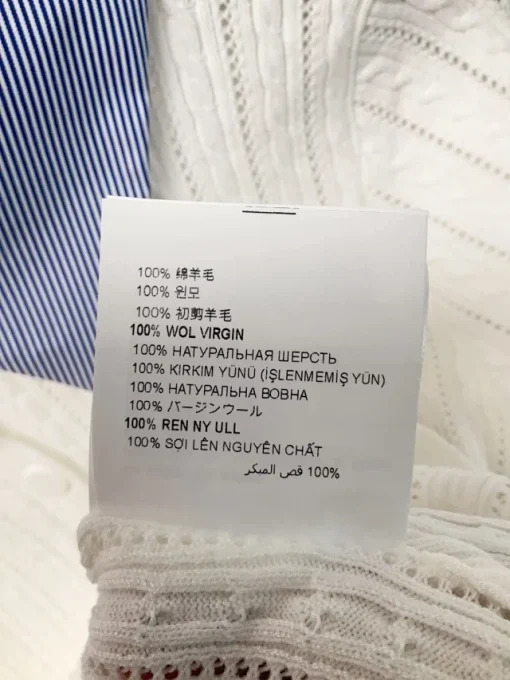 100% 绵羊毛
100% 원모
100% 初剪羊毛
100% WOL VIRGIN
100% НАТУРАЛЬНАЯ ШЕРСТЬ
100% KIRKIM YÜNÜ (İŞLENMEMİŞ YÜN)
100% НАТУРАЛЬНА ВОВНА
100% バージンウール
100% REN NY ULL
100% SỢI LÊN NGUYÊN CHẤT
100% قص المبكر